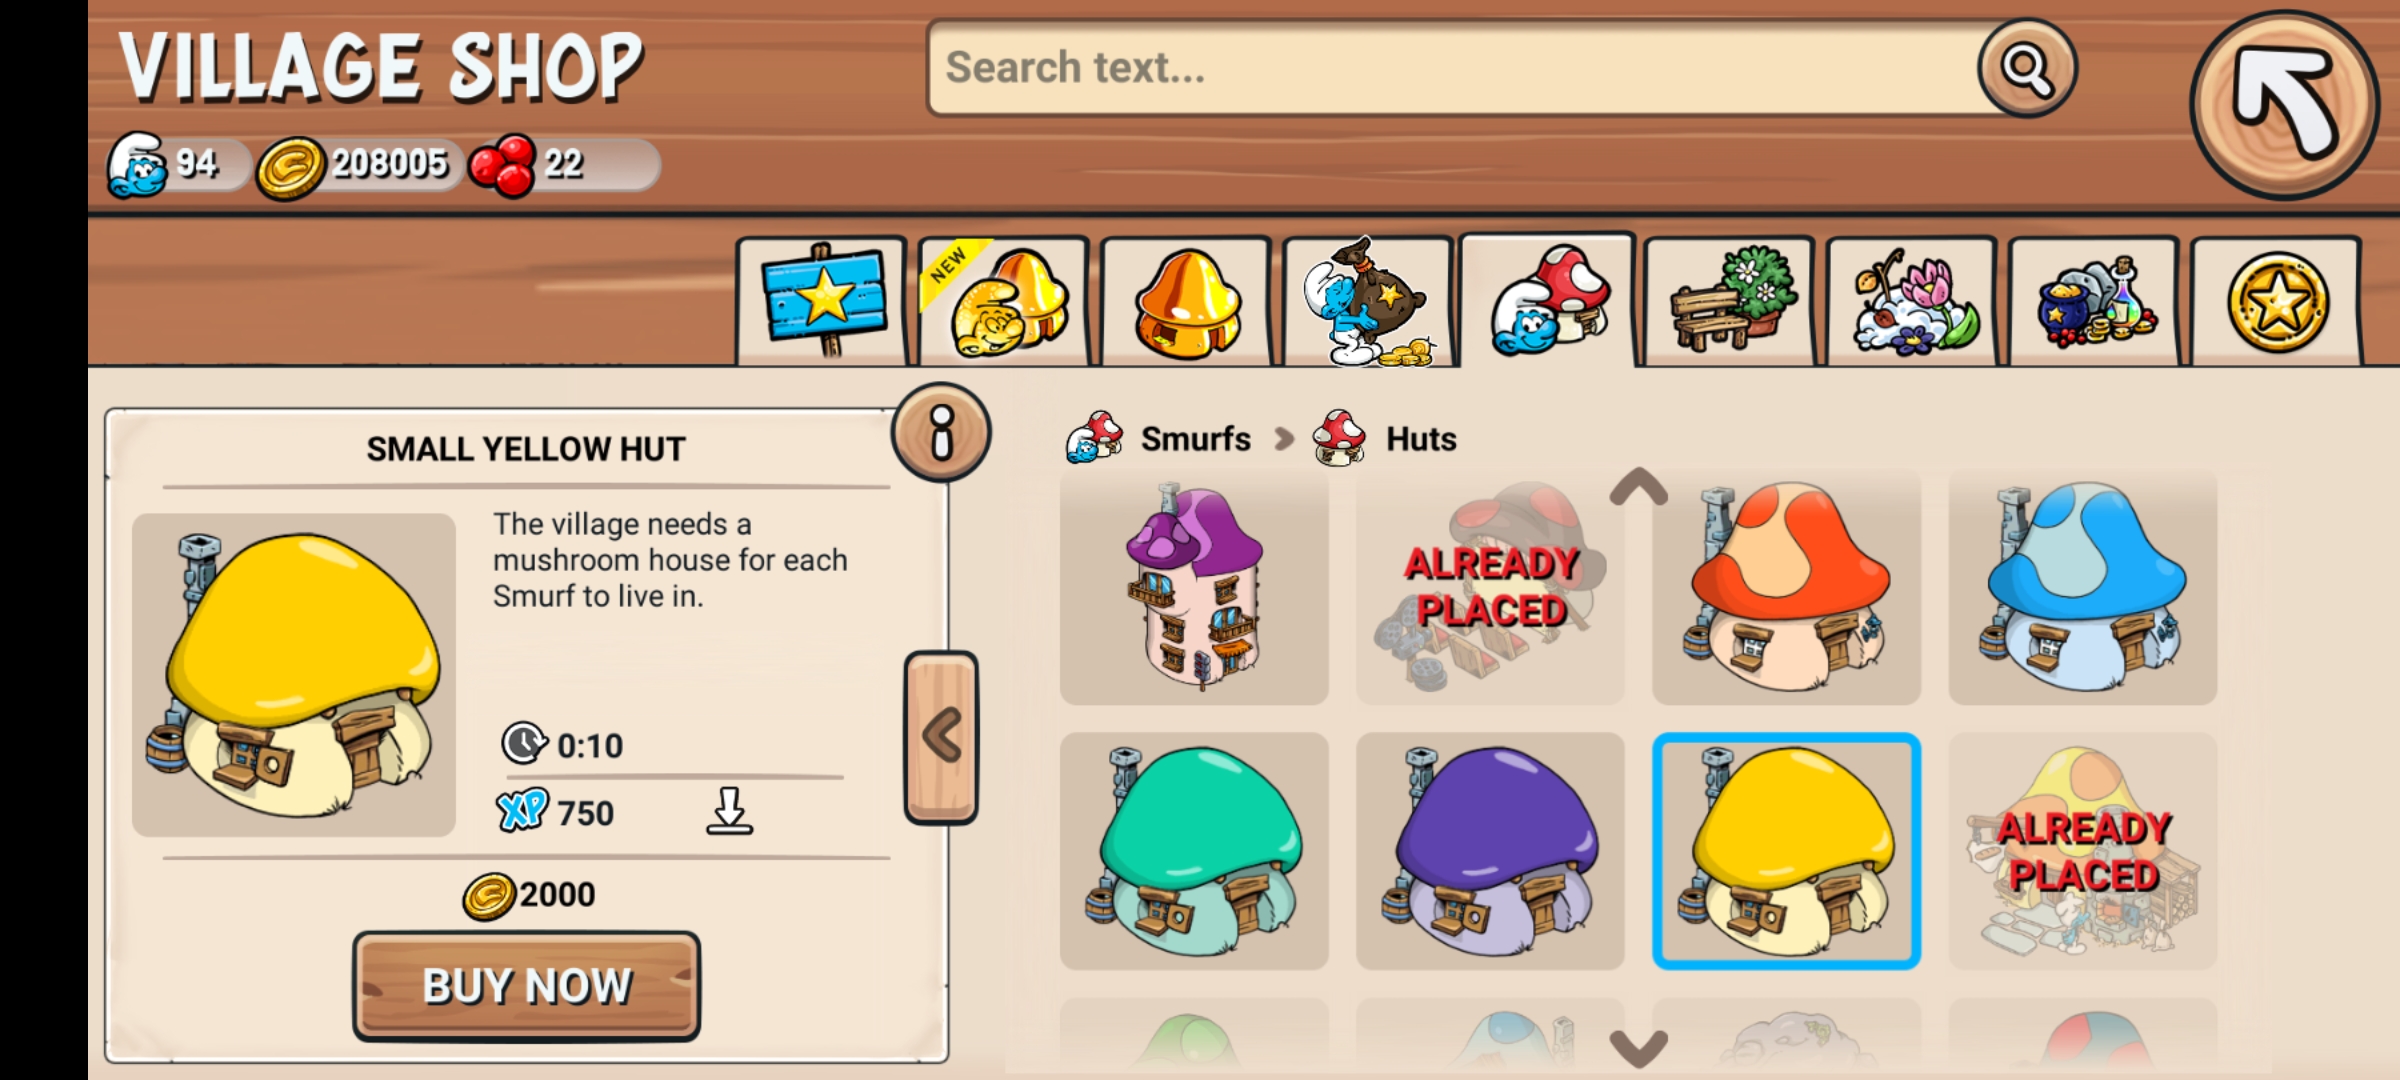 VILLAGE SHOP
Search text...
94
208005
22
NEW
SMALL YELLOW HUT
The village needs a
mushroom house for each
Smurf to live in.
0:10
XP 750
2000
BUY NOW
Smurfs > Huts
ALREADY
PLACED
ALREADY
PLACED